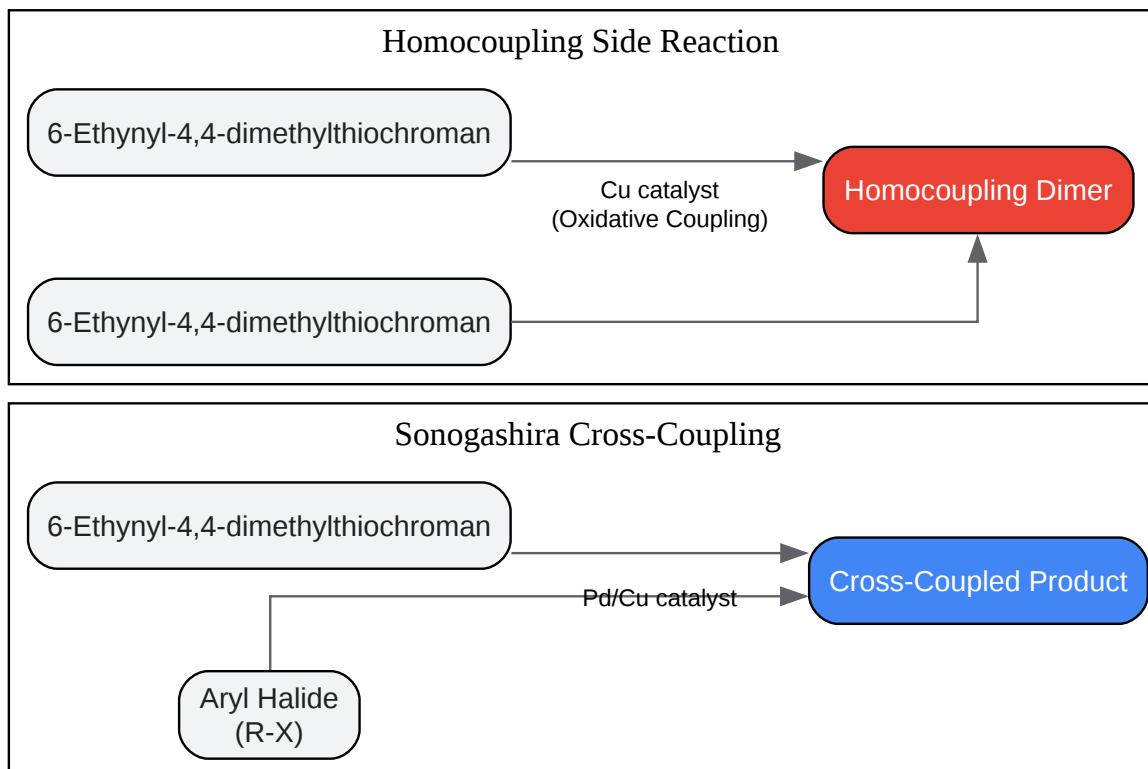 Homocoupling Side Reaction
6-Ethynyl-4,4-dimethylthiochroman
Cu catalyst
(Oxidative Coupling)
Homocoupling Dimer
6-Ethynyl-4,4-dimethylthiochroman
Sonogashira Cross-Coupling
6-Ethynyl-4,4-dimethylthiochroman
Pd/Cu catalyst
Cross-Coupled Product
Aryl Halide
(R-X)